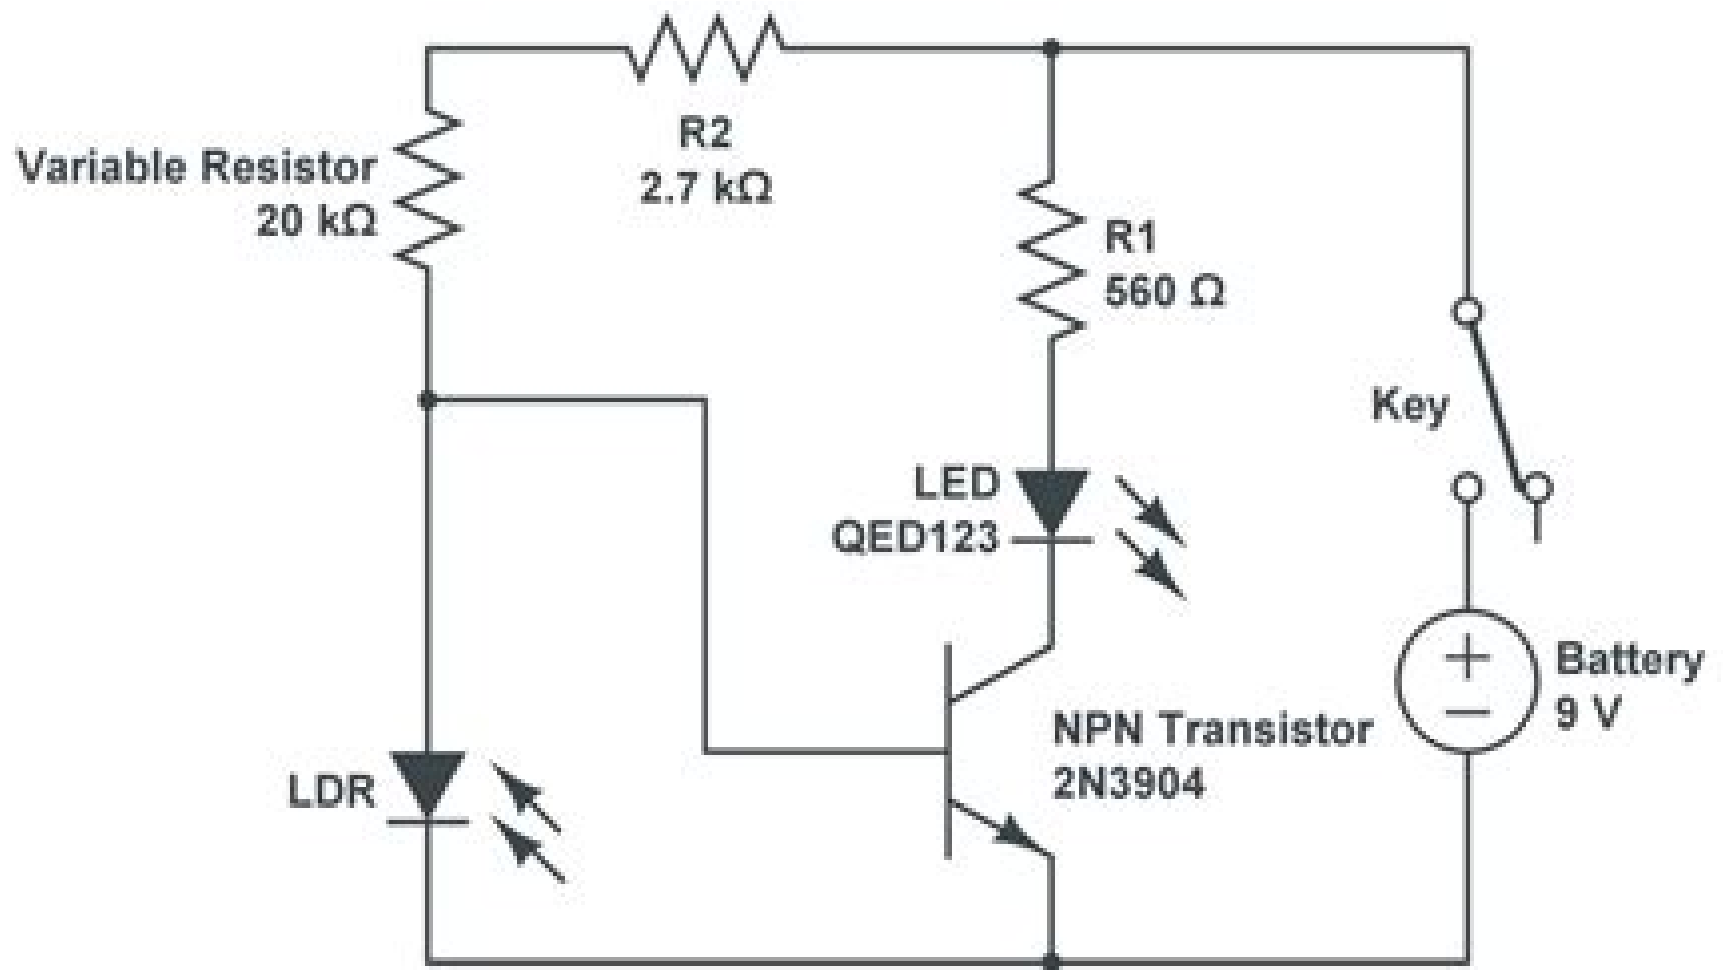 R2
2.7 kΩ
Variable Resistor
20 kΩ
R1
560 Ω
Key
LED
QED123
Battery
9 V
NPN Transistor
2N3904
LDR